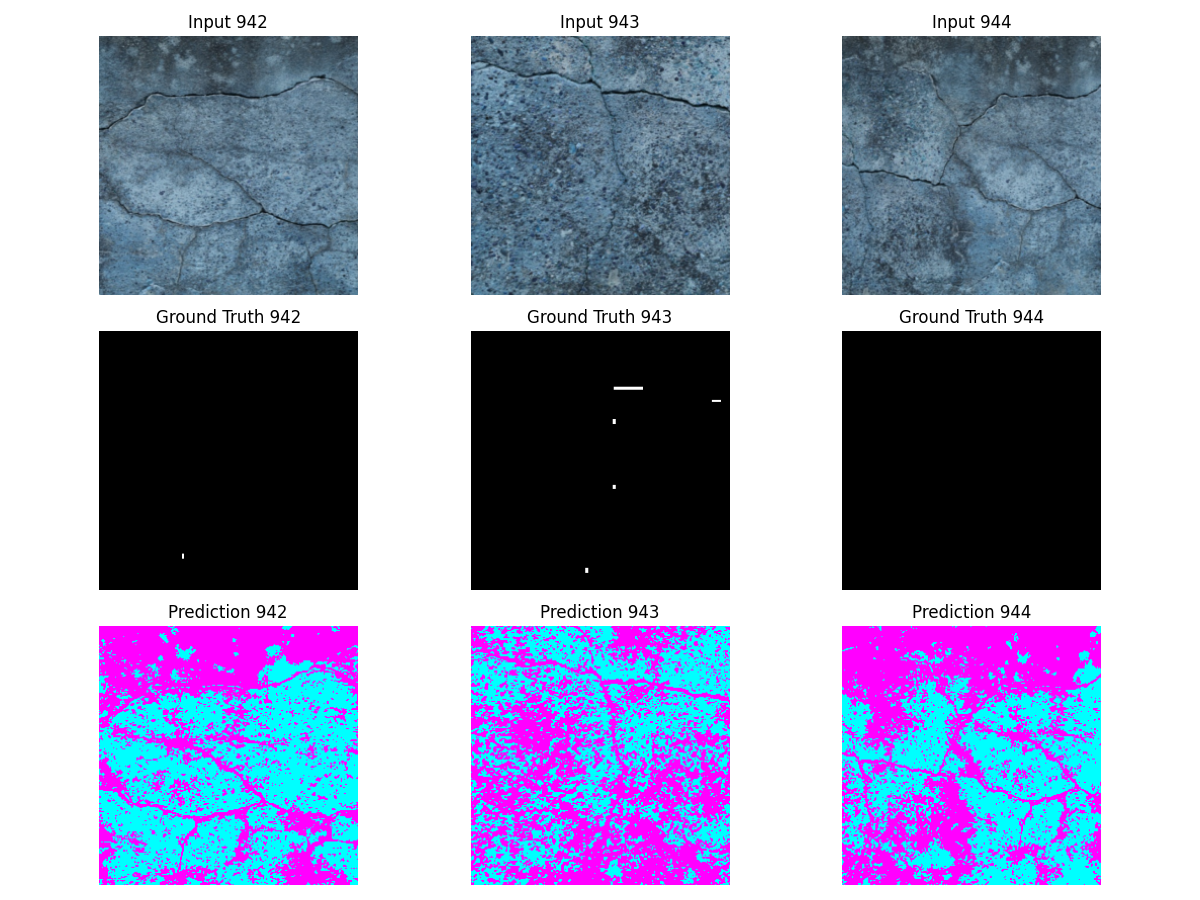 Input 942
Input 943
Input 944
Ground Truth 942
Ground Truth 943
Ground Truth 944
Prediction 942
Prediction 943
Prediction 944